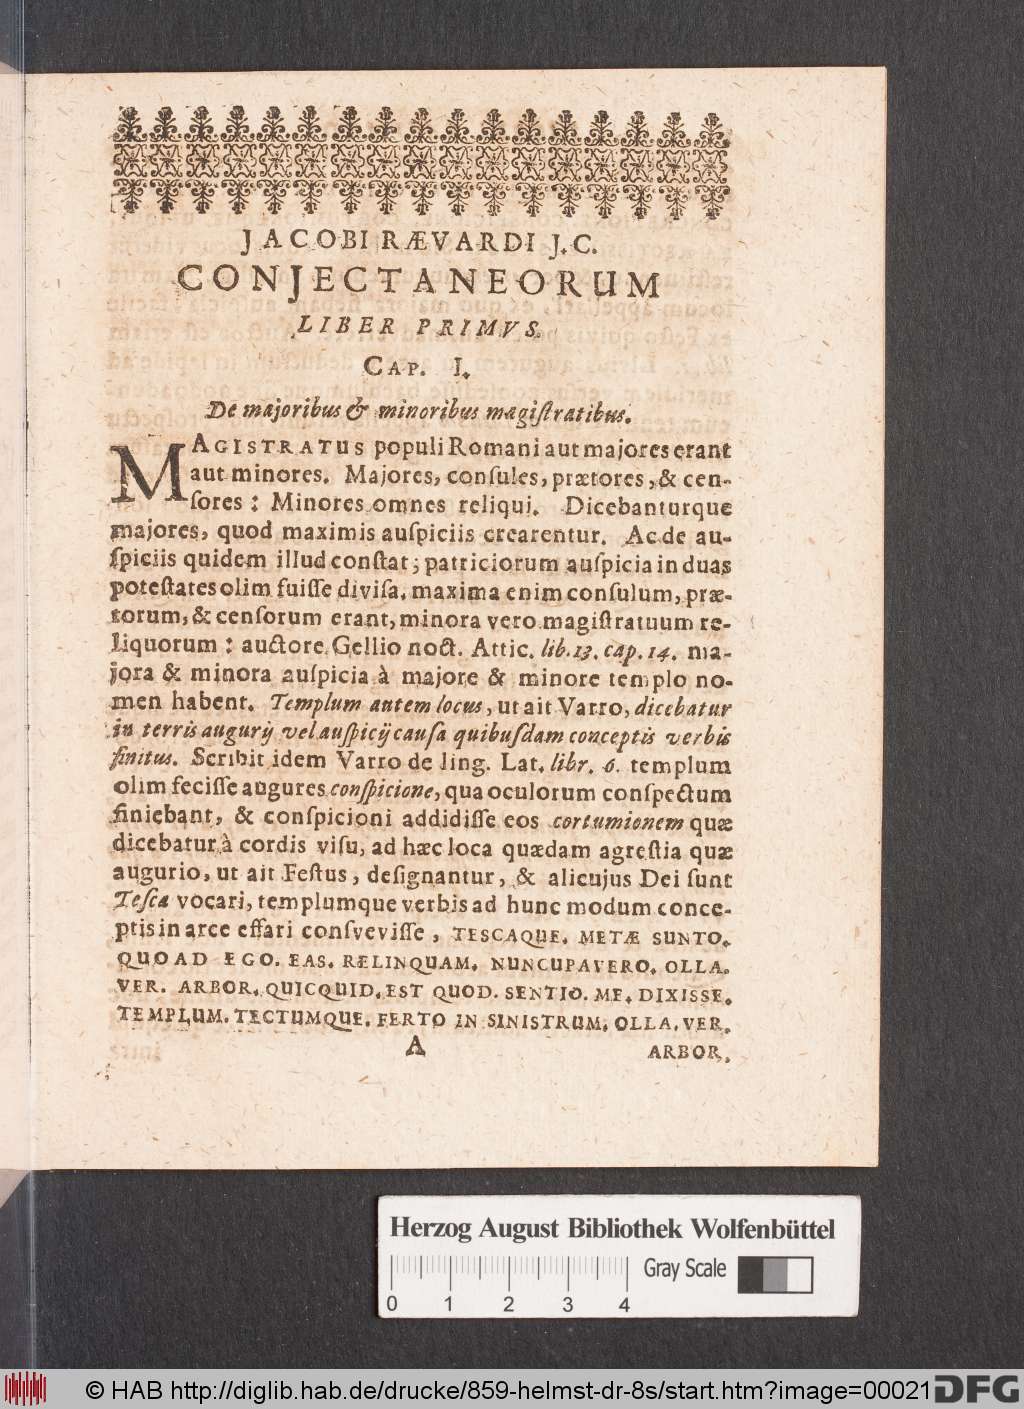 JACOBI RÆVARDI J.C.
CONJECTANEORUM
LIBER PRIMVS.
CAP. I.
De majoribus & minoribus magiſtratibus.
MAGISTRATUS populi Romani aut majores erant
aut minores. Majores, conſules, prætores, & cen-
ſores: Minores omnes reliqui. Dicebanturque
majores, quod maximis auſpiciis crearentur. Ac de au-
ſpiciis quidem illud conſtat; patriciorum auſpicia in duas
poteſtates olim fuiſſe diviſa, maxima enim conſulum, præ-
torum, & cenſorum erant, minora vero magiſtratuum re-
liquorum: auctore Gellio noct. Attic. lib. 13. cap. 14. ma-
jora & minora auſpicia à majore & minore templo no-
men habent. Templum autem locus, ut ait Varro, dicebatur
in terris augurij vel auſpicij cauſa quibuſdam conceptis verbis
finitus. Scribit idem Varro de ling. Lat. libr. 6. templum
olim feciſſe augures conſpicione, qua oculorum conſpectum
finiebant, & conſpicioni addidiſſe eos cortumionem quæ
dicebatur à cordis viſu, ad hæc loca quædam agreſtia quæ
augurio, ut ait Feſtus, deſignantur, & alicujus Dei ſunt
Teſca vocari, templumque verbis ad hunc modum conce-
ptis in arce effari conſveviſſe, TESCAQUE. METÆ SUNTO.
QUOAD EGO. EAS. RELINQUAM. NUNCUPAVERO. OLLA.
VER. ARBOR. QUICQUID. EST QUOD. SENTIO. ME. DIXISSE.
TEMPLUM. TECTUMQUE. FERTO IN SINISTRUM. OLLA. VER.
A ARBOR.
Herzog August Bibliothek Wolfenbüttel
Gray Scale
0 1 2 3 4
© HAB http://diglib.hab.de/drucke/859-helmst-dr-8s/start.htm?image=00021 DFG